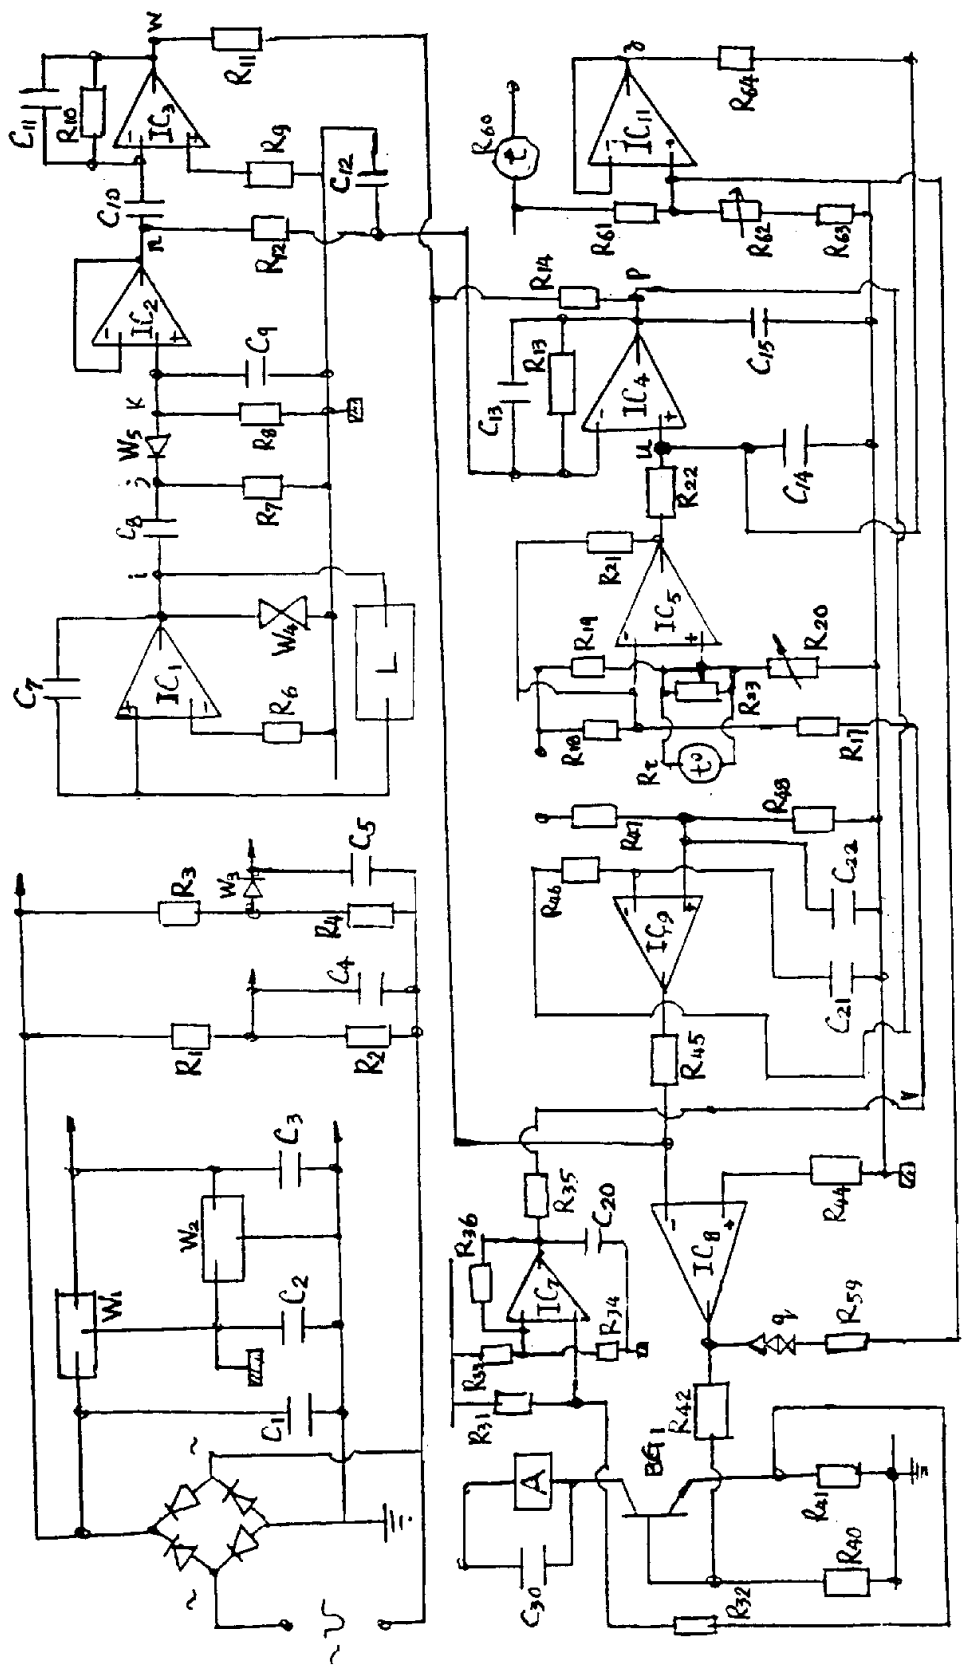 C11
R10
IC3
W
R11
C10
R9
C12
n
R12
IC2
C9
K
W5
R8
j
R7
C8
i
C7
IC1
W4
R6
L
C5
R3
W3
R4
C4
R1
R2
C3
W2
W1
C2
C1
~
~
~
R60
t
IC11
z
R64
R61
R62
R63
R14
P
C13
R13
IC4
C15
u
R22
C14
R21
IC5
R19
R20
R23
R18
Rt
t°
R17
R47
R48
R46
IC9
C22
C21
R45
V
R35
R36
C20
IC7
R34
R33
R31
R44
IC8
q
R59
R42
BG1
A
C30
R41
R40
R32